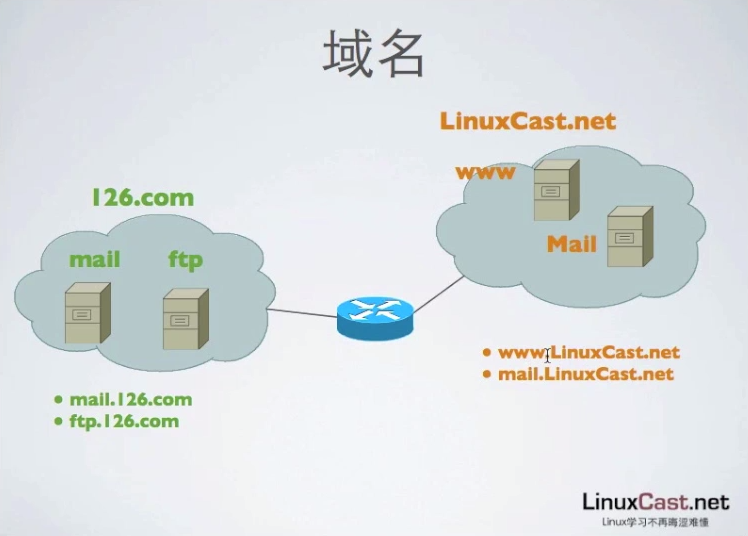 域名
LinuxCast.net
www
Mail
126.com
mail ftp
• www.LinuxCast.net
• mail.LinuxCast.net
• mail.126.com
• ftp.126.com
LinuxCast.net
Linux学习不再晦涩难懂